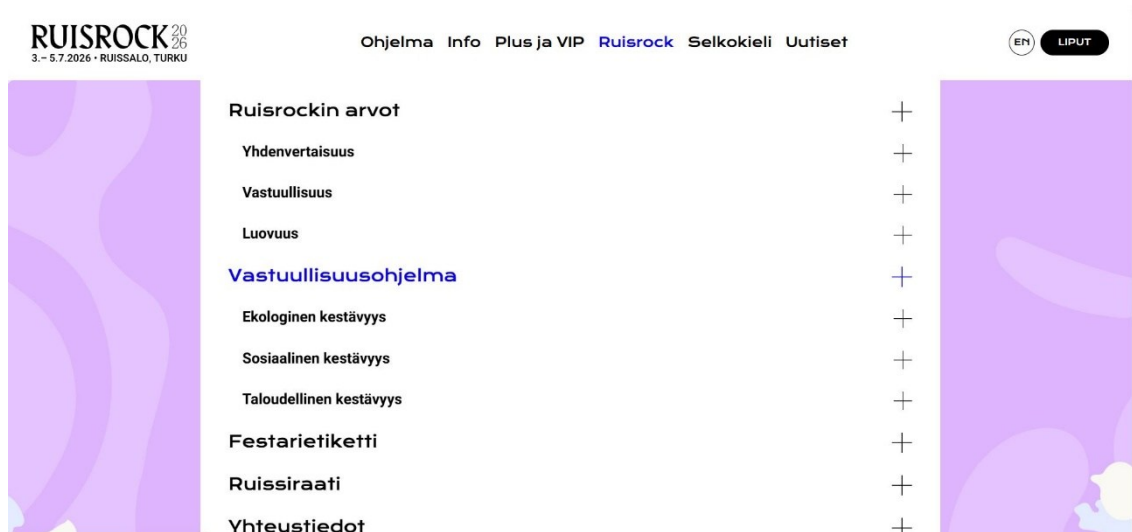 RUISROCK 20
26
3.– 5.7.2026 • RUISSALO, TURKU
Ohjelma Info Plus ja VIP Ruisrock Selkokieli Uutiset
EN LIPUT
Ruisrockin arvot
Yhdenvertaisuus
Vastuullisuus
Luovuus
Vastuullisuusohjelma
Ekologinen kestävyys
Sosiaalinen kestävyys
Taloudellinen kestävyys
Festarietiketti
Ruissiraati
Yhteystiedot